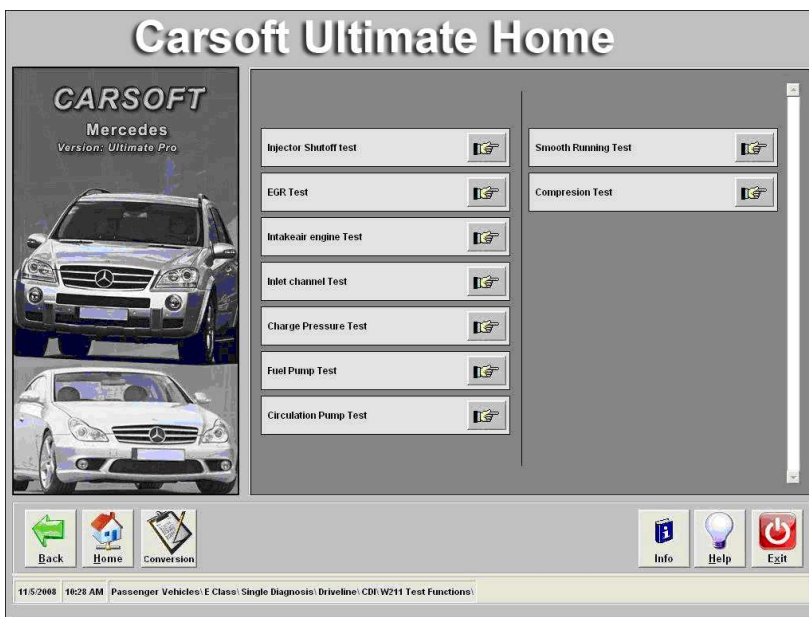 Carsoft Ultimate Home
CARSOFT
Mercedes
Version: Ultimate Pro
Injector Shutoff test
EGR Test
Intakeair engine Test
Inlet channel Test
Charge Pressure Test
Fuel Pump Test
Circulation Pump Test
Smooth Running Test
Compresion Test
Back
Home
Conversion
Info
Help
Exit
11/5/2008 10:28 AM Passenger Vehicles\ E Class\ Single Diagnosis\ Driveline\ CDI\ W211 Test Functions\